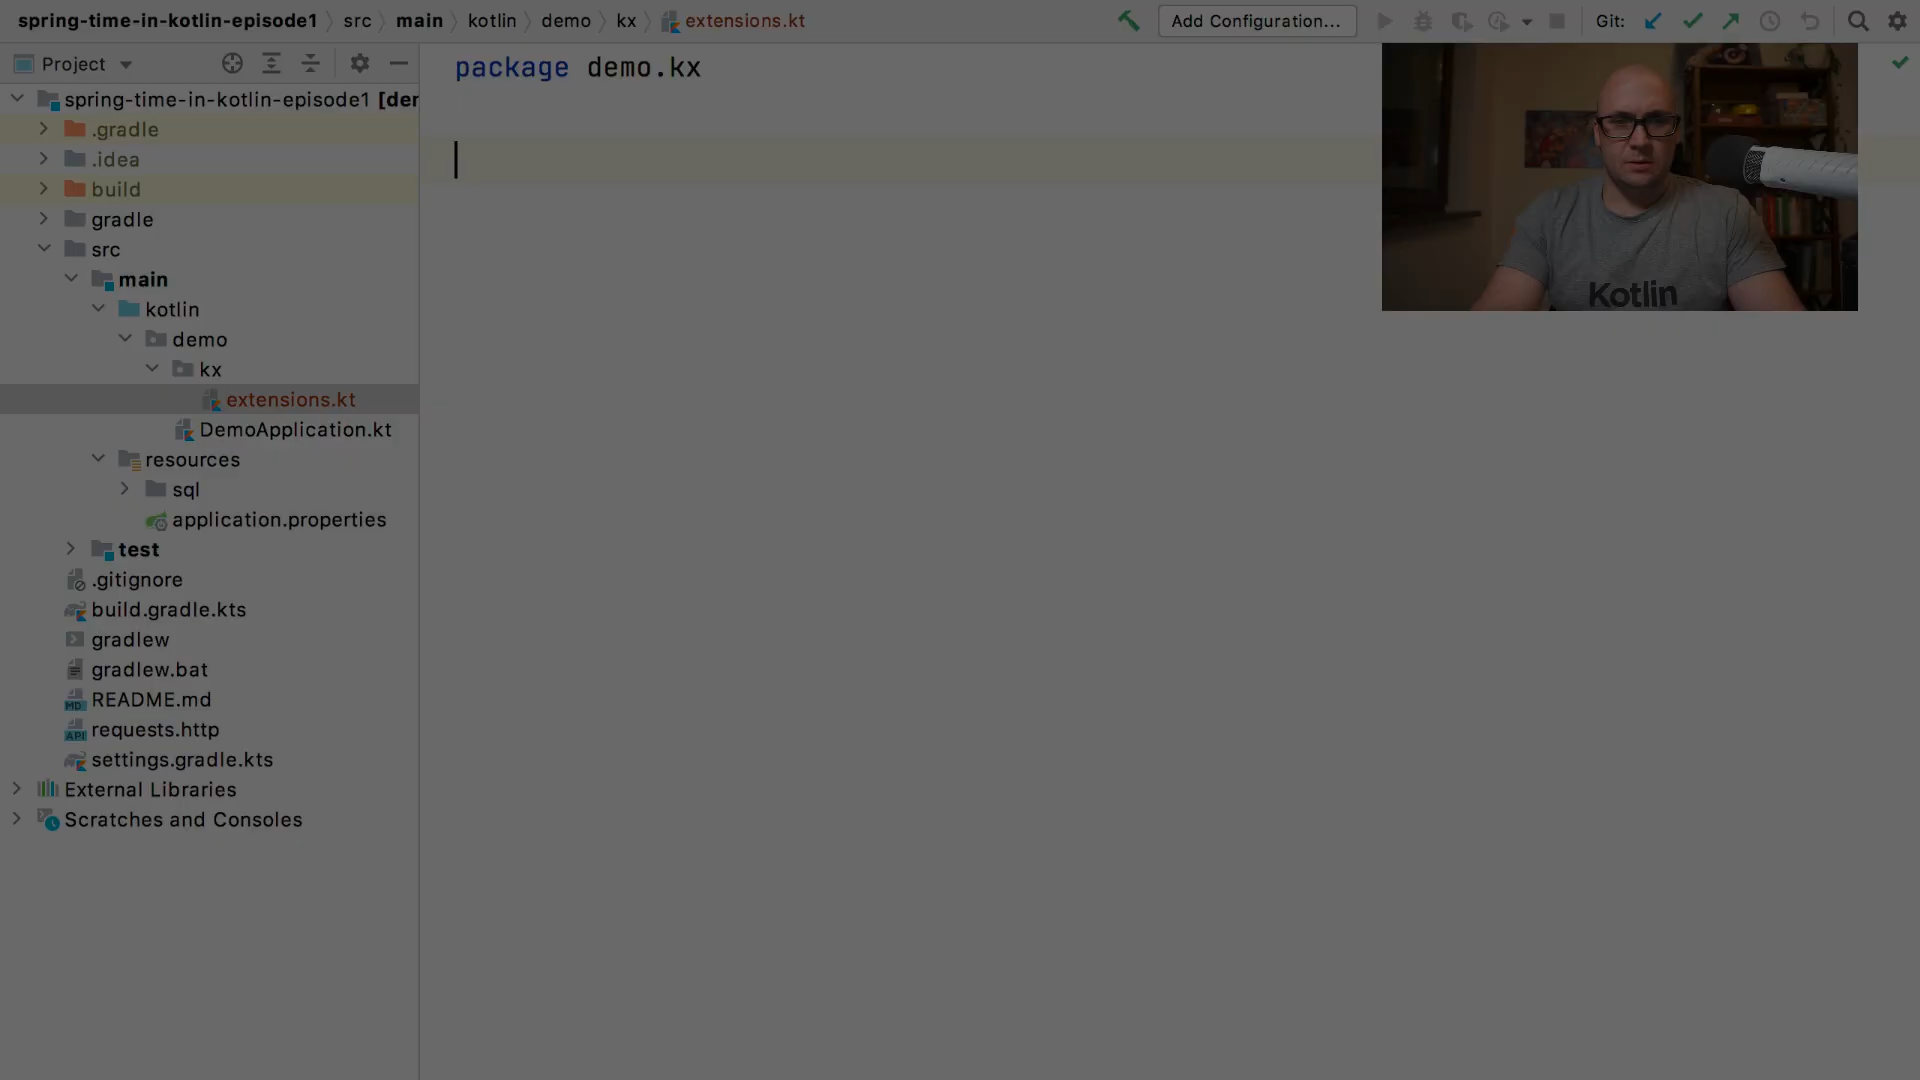 spring-time-in-kotlin-episode1 src main kotlin demo kx extensions.kt Add Configuration... Git:
Project
package demo.kx
spring-time-in-kotlin-episode1 [der
.gradle
.idea
build
gradle
src
main
kotlin
demo
kx
extensions.kt
DemoApplication.kt
resources
sql
application.properties
test
.gitignore
build.gradle.kts
gradlew
gradlew.bat
MD README.md
API requests.http
settings.gradle.kts
External Libraries
Scratches and Consoles
Kotlin